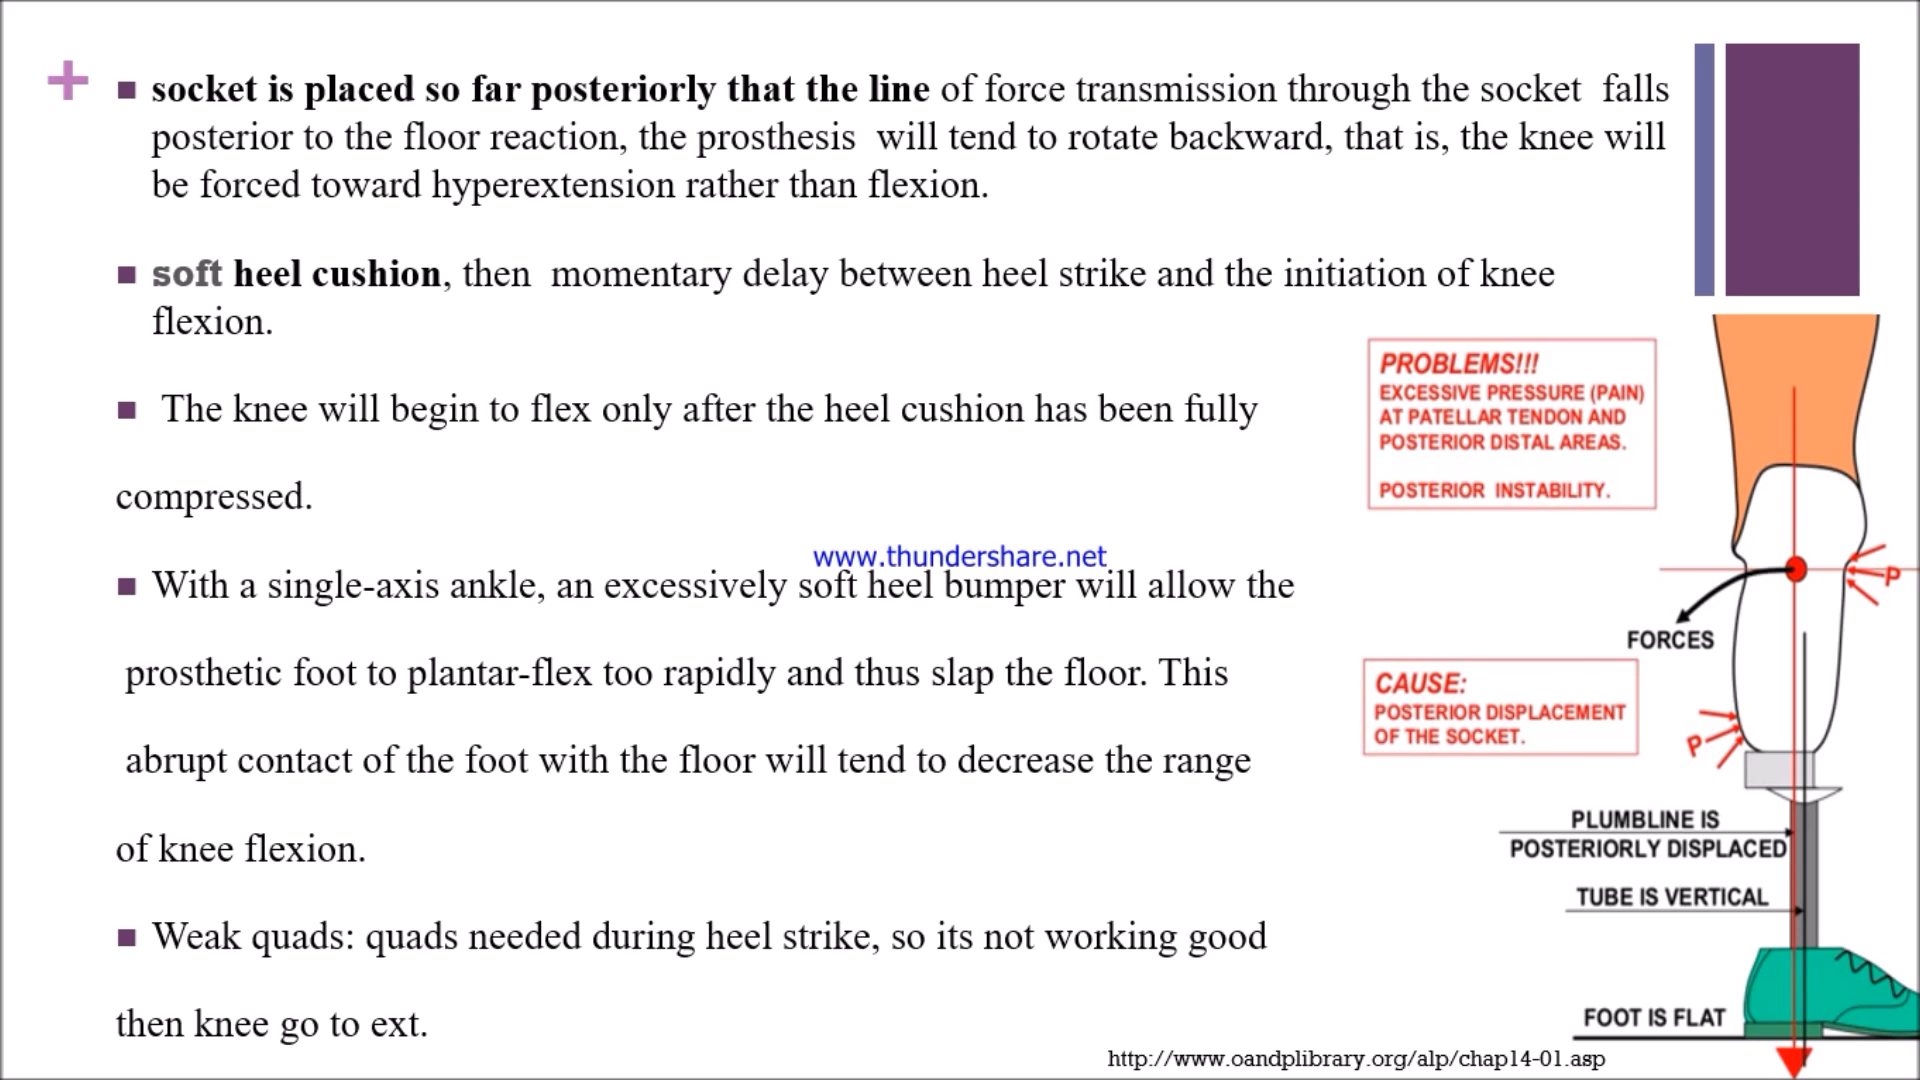 socket is placed so far posteriorly that the line of force transmission through the socket falls
posterior to the floor reaction, the prosthesis will tend to rotate backward, that is, the knee will
be forced toward hyperextension rather than flexion.
soft heel cushion, then momentary delay between heel strike and the initiation of knee
flexion.
The knee will begin to flex only after the heel cushion has been fully
compressed.
www.thundershare.net
With a single-axis ankle, an excessively soft heel bumper will allow the
prosthetic foot to plantar-flex too rapidly and thus slap the floor. This
abrupt contact of the foot with the floor will tend to decrease the range
of knee flexion.
Weak quads: quads needed during heel strike, so its not working good
then knee go to ext.
PROBLEMS!!!
EXCESSIVE PRESSURE (PAIN)
AT PATELLAR TENDON AND
POSTERIOR DISTAL AREAS.
POSTERIOR INSTABILITY.
P
FORCES
CAUSE:
POSTERIOR DISPLACEMENT
OF THE SOCKET.
P
PLUMBLINE IS
POSTERIORLY DISPLACED
TUBE IS VERTICAL
FOOT IS FLAT
http://www.oandplibrary.org/alp/chap14-01.asp